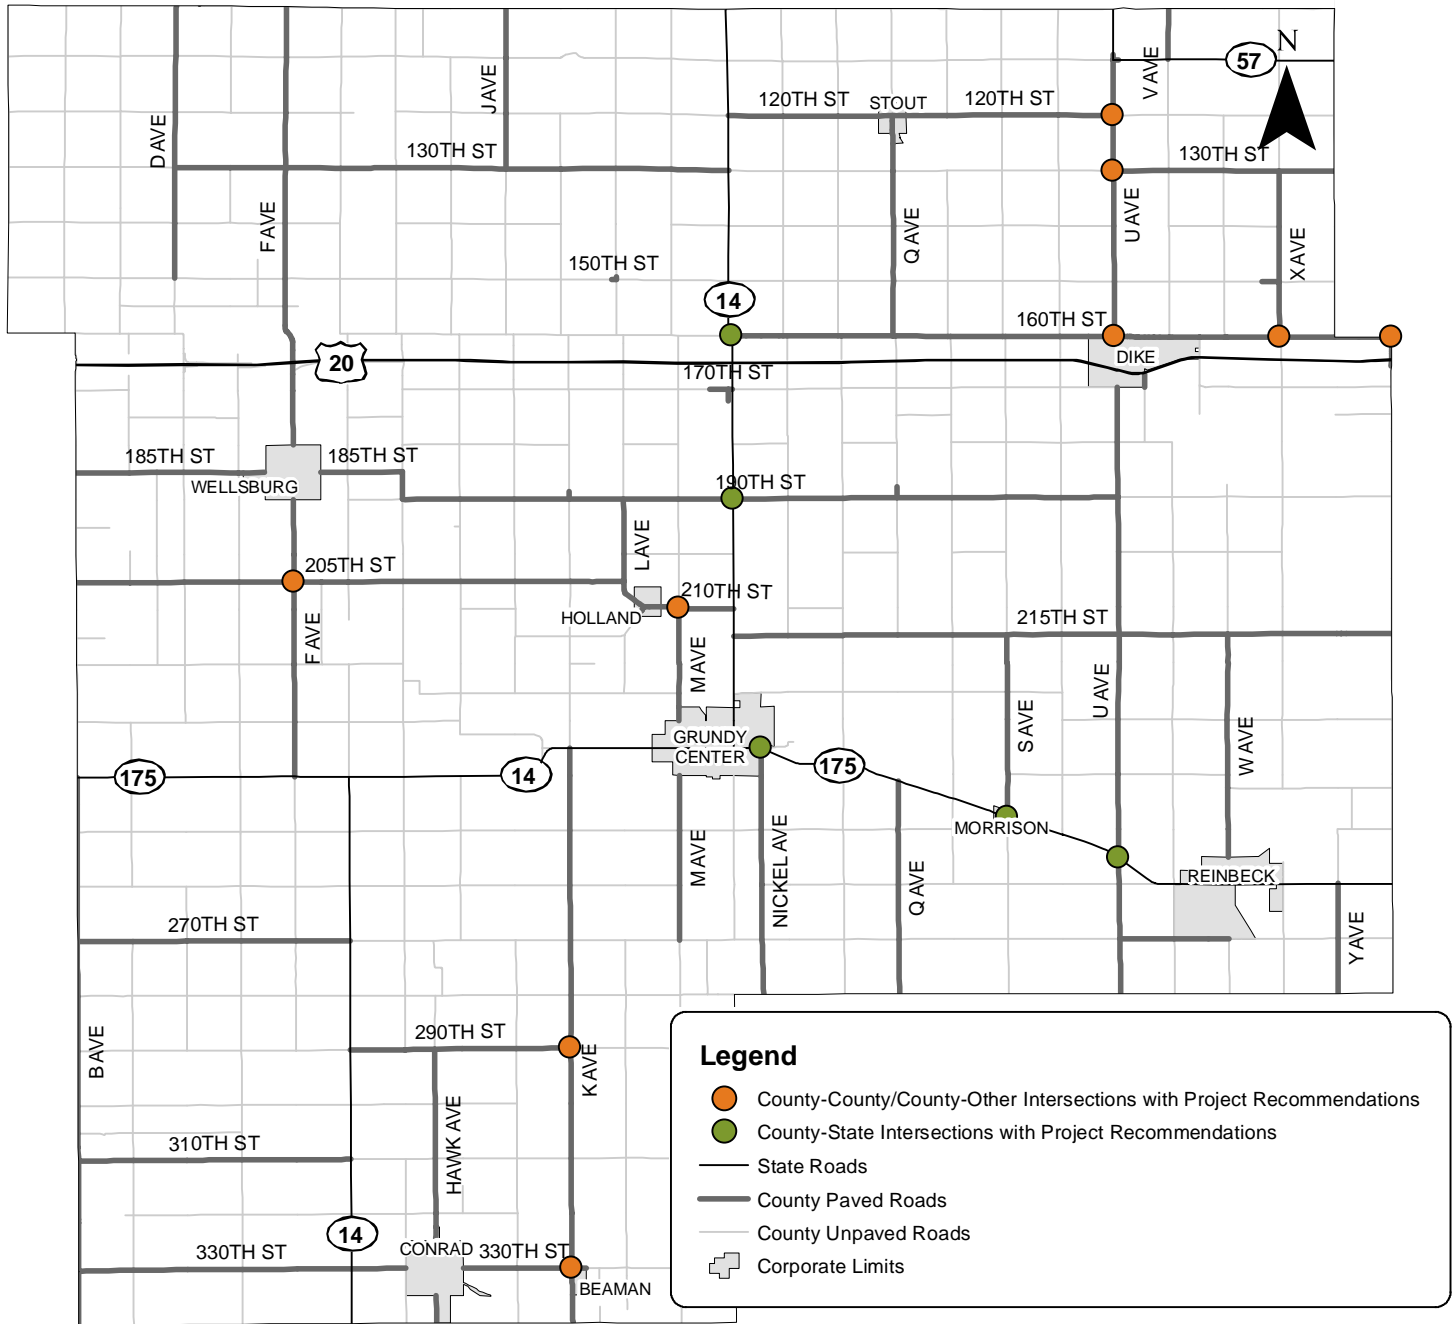 N
57
V AVE
J AVE
120TH ST
STOUT
120TH ST
D AVE
130TH ST
130TH ST
F AVE
Q AVE
U AVE
X AVE
150TH ST
14
160TH ST
20
DIKE
170TH ST
185TH ST
185TH ST
WELLSBURG
190TH ST
L AVE
205TH ST
210TH ST
HOLLAND
215TH ST
F AVE
M AVE
U AVE
S AVE
W AVE
GRUNDY
CENTER
175
14
175
MORRISON
M AVE
NICKEL AVE
Q AVE
REINBECK
270TH ST
Y AVE
290TH ST
B AVE
K AVE
HAWK AVE
310TH ST
14
330TH ST
CONRAD
330TH ST
BEAMAN
Legend
County-County/County-Other Intersections with Project Recommendations
County-State Intersections with Project Recommendations
State Roads
County Paved Roads
County Unpaved Roads
Corporate Limits